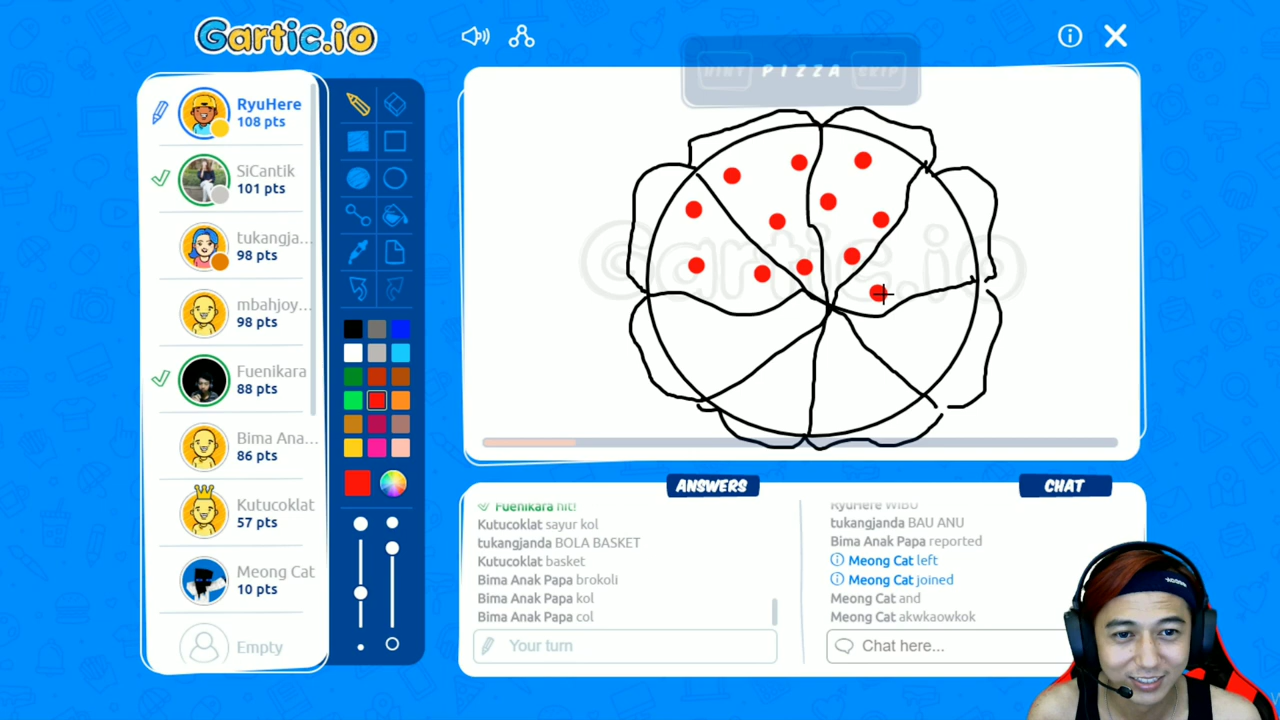 Gartic.io
HINT PIZZA SKIP
RyuHere
108 pts
SiCantik
101 pts
tukangja...
98 pts
mbahjoy...
98 pts
Fuenikara
88 pts
Bima Ana...
86 pts
Kutucoklat
57 pts
Meong Cat
10 pts
Empty
Gartic.io
ANSWERS
Fuenikara hit!
Kutucoklat sayur kol
tukangjanda BOLA BASKET
Kutucoklat basket
Bima Anak Papa brokoli
Bima Anak Papa kol
Bima Anak Papa col
Your turn
CHAT
RyuHere WIBU
tukangjanda BAU ANU
Bima Anak Papa reported
Meong Cat left
Meong Cat joined
Meong Cat and
Meong Cat akwkaowkok
Chat here...